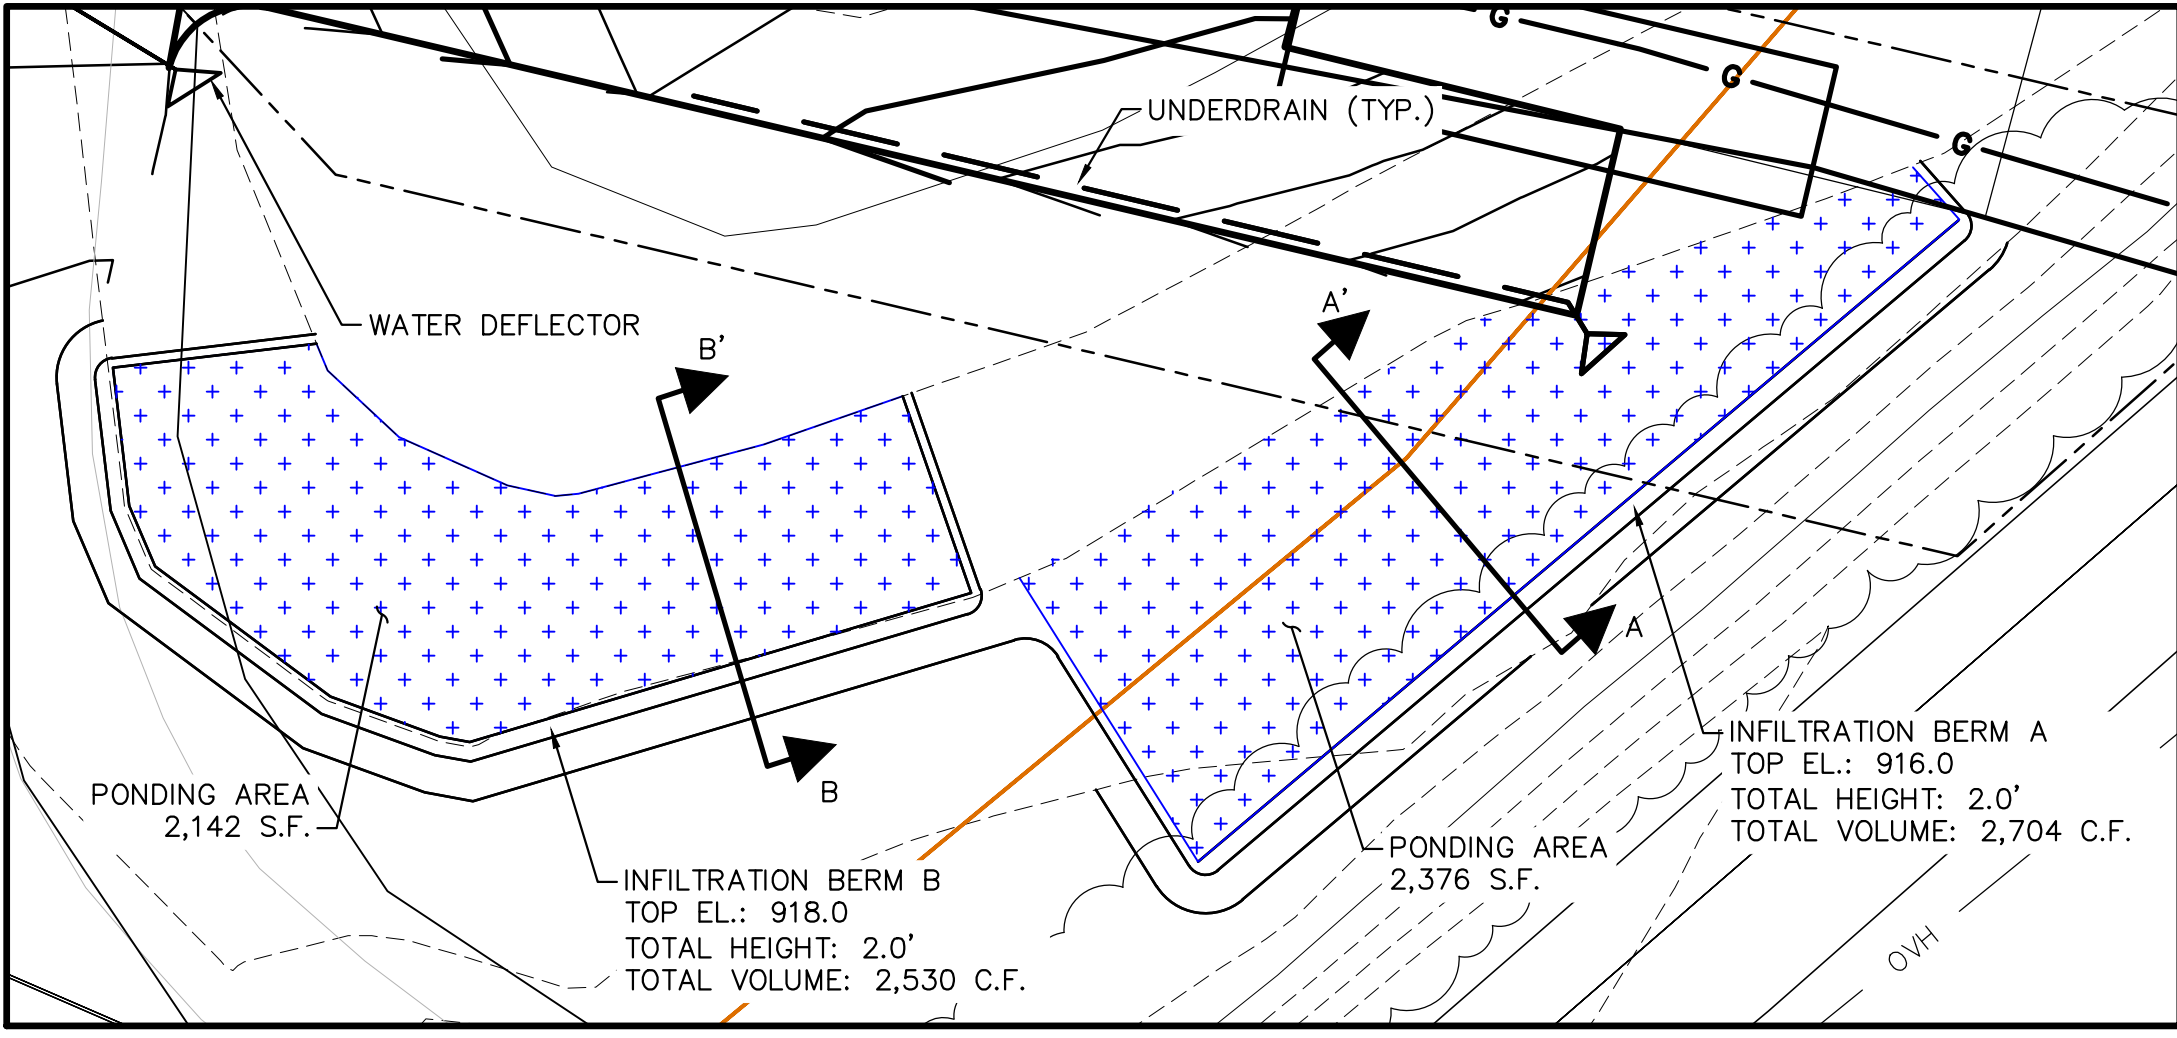 G
G
G
UNDERDRAIN (TYP.)
WATER DEFLECTOR
A'
B'
A
B
PONDING AREA
2,142 S.F.
INFILTRATION BERM A
TOP EL.: 916.0
TOTAL HEIGHT: 2.0'
TOTAL VOLUME: 2,704 C.F.
PONDING AREA
2,376 S.F.
INFILTRATION BERM B
TOP EL.: 918.0
TOTAL HEIGHT: 2.0'
TOTAL VOLUME: 2,530 C.F.
OVH